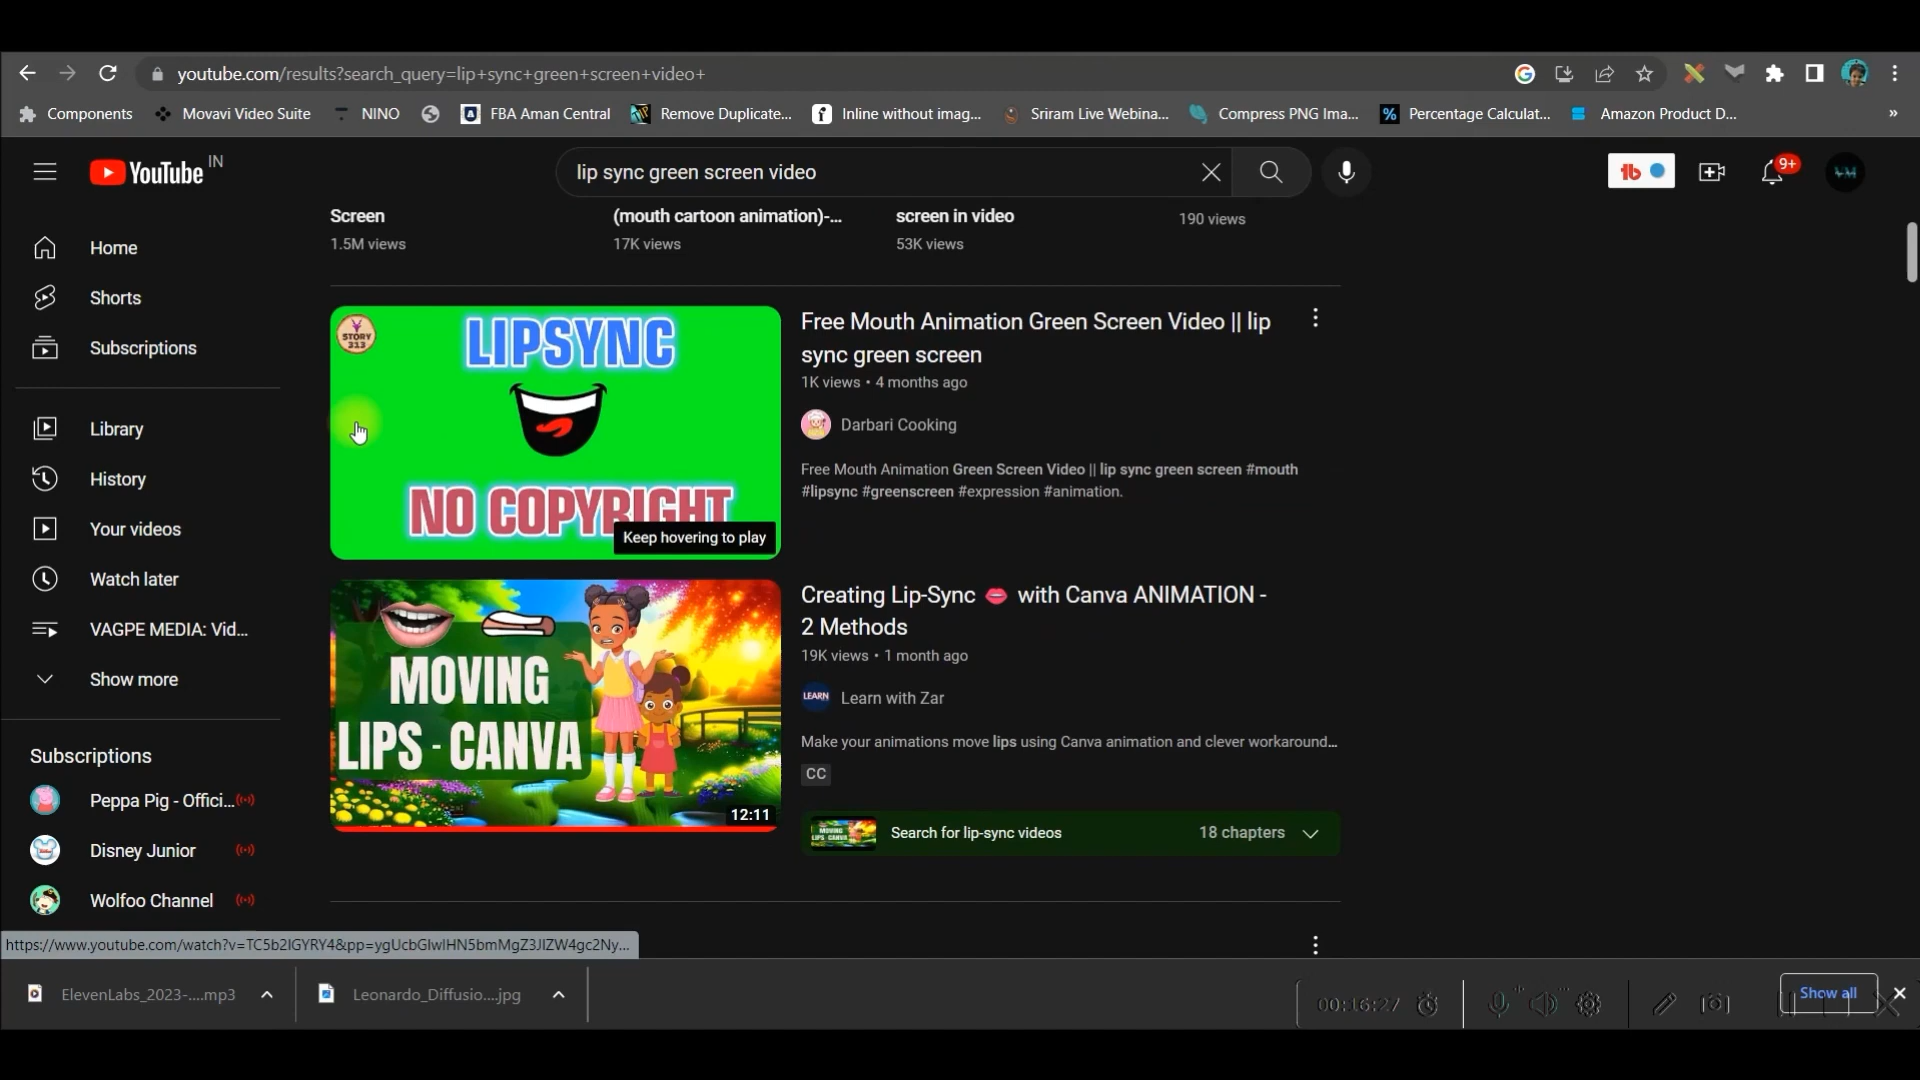 youtube.com/results?search_query=lip+sync+green+screen+video+
Components
Movavi Video Suite
NINO
FBA Aman Central
Remove Duplicate...
Inline without imag...
Sriram Live Webina...
Compress PNG Ima...
Percentage Calculat...
Amazon Product D...
»
YouTube IN
lip sync green screen video
9+
Screen
1.5M views
(mouth cartoon animation)-...
17K views
screen in video
53K views
190 views
Home
Shorts
Subscriptions
Library
History
Your videos
Watch later
VAGPE MEDIA: Vid...
Show more
Subscriptions
Peppa Pig - Offici...
Disney Junior
Wolfoo Channel
STORY
313
LIPSYNC
NO COPYRIGHT
Keep hovering to play
Free Mouth Animation Green Screen Video || lip
sync green screen
1K views • 4 months ago
Darbari Cooking
Free Mouth Animation Green Screen Video || lip sync green screen #mouth
#lipsync #greenscreen #expression #animation.
MOVING
LIPS - CANVA
12:11
Creating Lip-Sync 👄 with Canva ANIMATION -
2 Methods
19K views • 1 month ago
LEARN
Learn with Zar
Make your animations move lips using Canva animation and clever workaround...
CC
MOVING
LIPS CANVA
Search for lip-sync videos
18 chapters
https://www.youtube.com/watch?v=TC5b2IGYRY4&pp=ygUcbGlwIHN5bmMgZ3JlZW4gc2Ny...
ElevenLabs_2023-....mp3
Leonardo_Diffusio....jpg
00:16:27
Show all